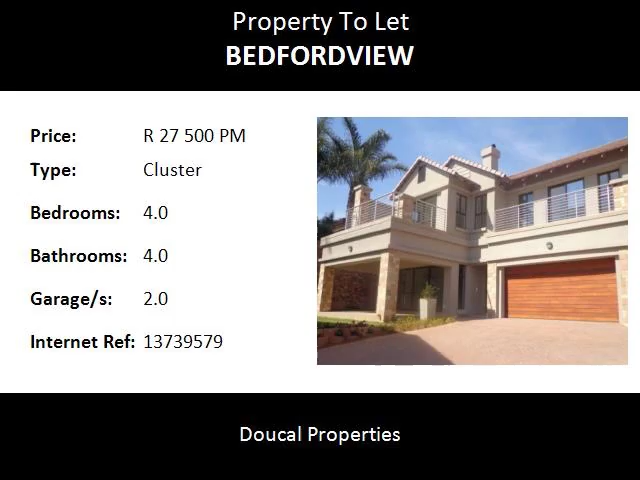 Property To Let
BEDFORDVIEW
Price: R 27 500 PM
Type: Cluster
Bedrooms: 4.0
Bathrooms: 4.0
Garage/s: 2.0
Internet Ref: 13739579
Doucal Properties